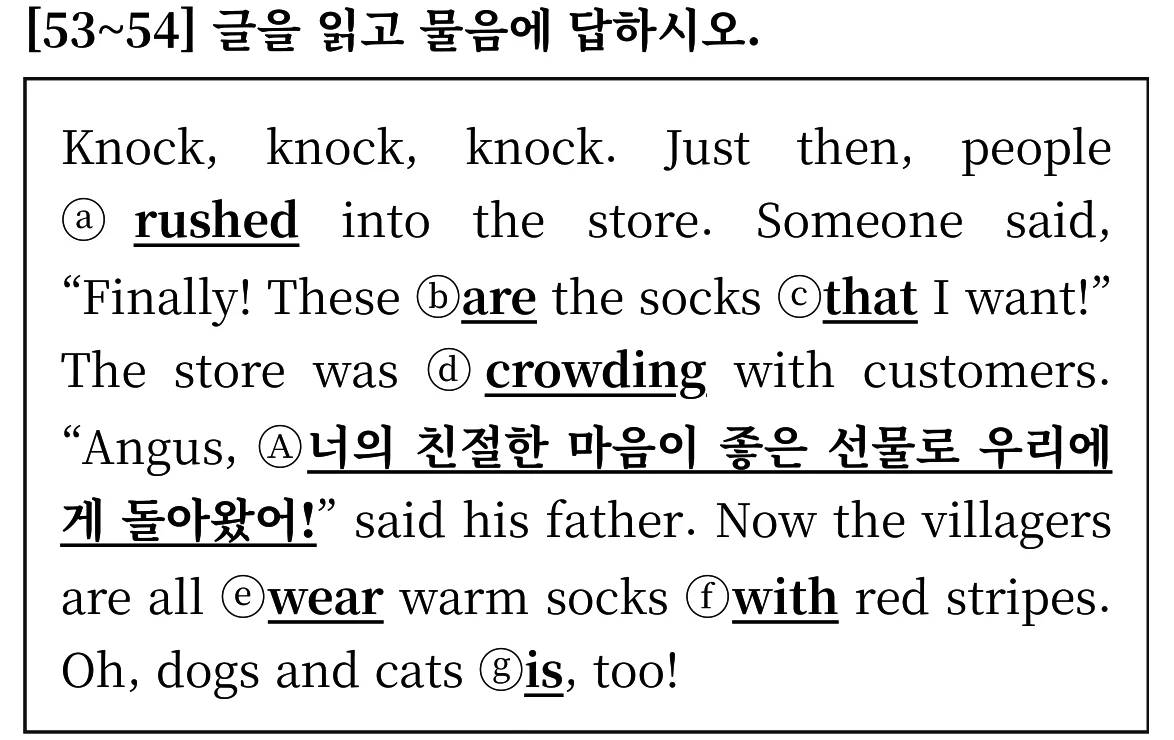 [53~54] 글을 읽고 물음에 답하시오.
Knock, knock, knock. Just then, people
ⓐ rushed into the store. Someone said,
“Finally! These ⓑare the socks ⓒthat I want!”
The store was ⓓ crowding with customers.
“Angus, Ⓐ너의 친절한 마음이 좋은 선물로 우리에
게 돌아왔어!” said his father. Now the villagers
are all ⓔwear warm socks ⓕwith red stripes.
Oh, dogs and cats ⓖis, too!